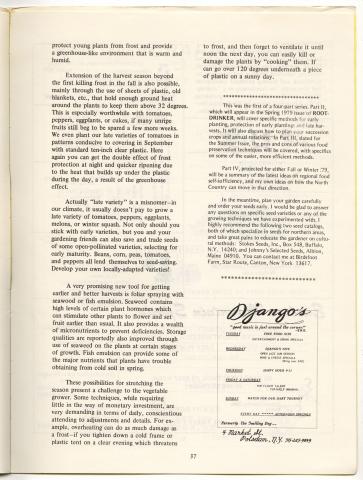 protect young plants from frost and provide
a greenhouse-like environment that is warm and
humid.
Extension of the harvest season beyond
the first killing frost in the fall is also possible,
mainly through the use of sheets of plastic, old
blankets, etc., that hold enough ground heat
around the plants to keep them above 32 degrees.
This is especially worthwhile with tomatoes,
peppers, eggplants, or cukes, if many unripe
fruits still beg to be spared a few more weeks.
We even plant our late varieties of tomatoes in
patterns conducive to covering in September
with standard tersivch clear plastic. Here
again you can get the double effect of frost
protection at night and quicker ripening due
to the heat that builds up under the plastic
during the day, a result of the greenhouse
effect.
Actually "late variety" is a misnomer—in
our climate, it usually doesn't pay to grow a
late variety of tomatoes, peppers, eggplants,
melons, or winter squash. Not only should you
stick with early varieties, but you and your
gardening friends can also save and trade seeds
of some open-pollinated varieties, selecting for
early maturity. Beans, corn, peas, tomatoes,
and peppers all lend themselves to seed-saving.
Develop your own locally-adapted varieties!
A very promising new tool for getting
earlier and better harvests is foliar spraying with
seaweed or fish emulsion. Seaweed contains
high levels of certain plant hormones which
can stimulate other plants to flower and set
fruit earlier than usual. It also provides a wealth
of micronutrients to prevent deficiencies. Storage
qualities are reportedly also improved through
use of seaweed on the plants at certain stages
of growth. Fish emulsion can provide some of
the major nutrients that plants have trouble
obtaining from cold soil in spring.
These possibilities for stretching the
season present a challenge to the vegetable
grower. Some techniques, while requiring
little in the way of monetary investment, are
very demanding in terms of daily, conscientious
attending to adjustments and details. For ex-
ample, overheating can do as much damage as
a frost—if you tighten down a cold frame or
plastic tent on a clear evening which threatens
to frost, and then forget to ventilate it until
noon the next day, you can easily kill or
damage the plants by "cooking" them. If
can go over 120 degrees underneath a piece
of plastic on a sunny day.
This was the first of a four-part series. Part II,
which will appear in the Spring 1979 issue of ROOT-
DRINKER, will cover specific methods for early
planting, protection of early plantings and early har-
vests. It will also discuss how to plan your succession
crops and annual rotations. In Part III, slated for
the Summer Issue, the pros and cons of various food
preservation techniques will be covered, with specifics
on some of the easier, more efficient methods.
Part IV, projected for either Fall or Winter '79,
will be a summary of the latest ideas on regional food
self-sufficiency, and my own ideas on how the North
Country can move in that direction.
In the meantime, plan your garden carefully
and order your seeds early. I would be glad to answer
any questions on specific seed varieties or any of the
growing techniques we have experimented with. I
highly recommend the following two seed catalogs,
both of which specialize in seeds for northern areas,
and take great pains to educate the gardener on cultu-
ral methods: Stokes Seeds, Inc., Box 548, Buffalo,
N.Y. 14240; and Johnny's Selected Seeds, Albion,
Maine 04910. You can contact me at Birdsfoot
Farm, Star Route, Canton, New York 13617.
Django's
"good music is just around the corner"
TUESDAY
WEDNESDAY
THURSDAY
FRIDAY & SATURDAY
SUNDAY
Formerly The Smiling Dog...
4 Market St.
Potsdam, N.Y.
37